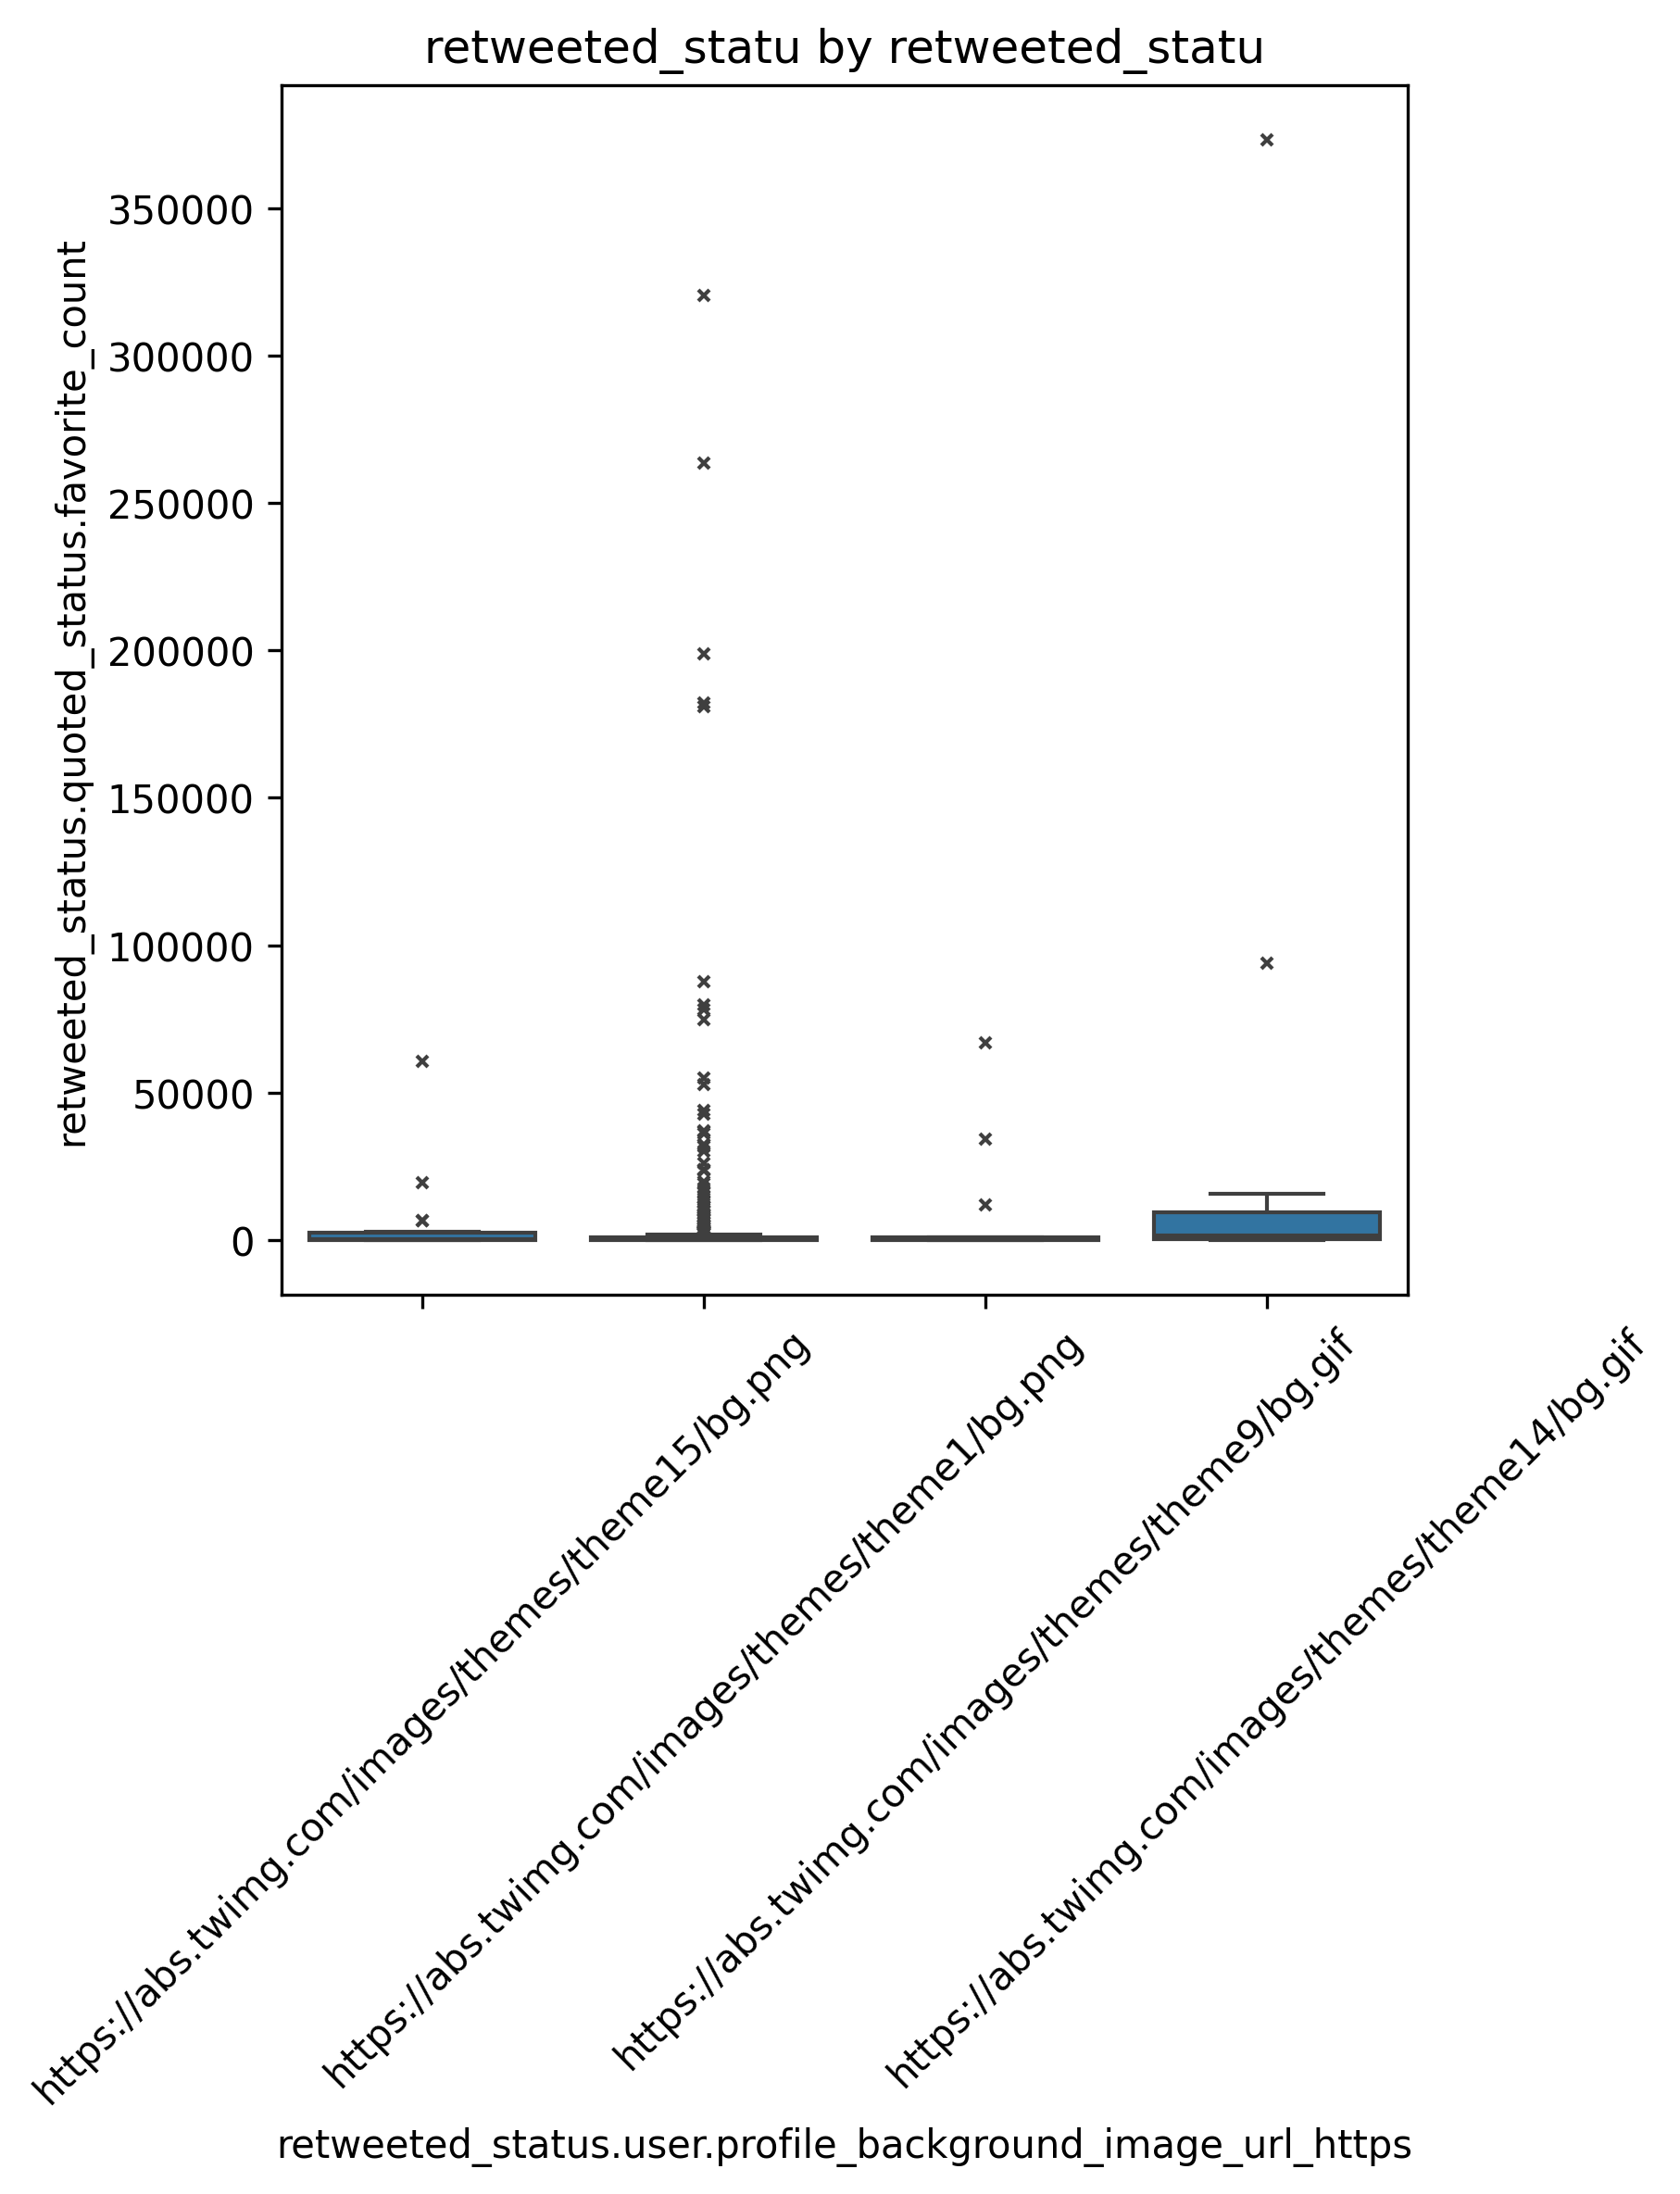 retweeted_statu by retweeted_statu
retweeted_status.quoted_status.favorite_count
350000
300000
250000
200000
150000
100000
50000
0
https://abs.twimg.com/images/themes/theme15/bg.png
https://abs.twimg.com/images/themes/theme1/bg.png
https://abs.twimg.com/images/themes/theme9/bg.gif
https://abs.twimg.com/images/themes/theme14/bg.gif
retweeted_status.user.profile_background_image_url_https